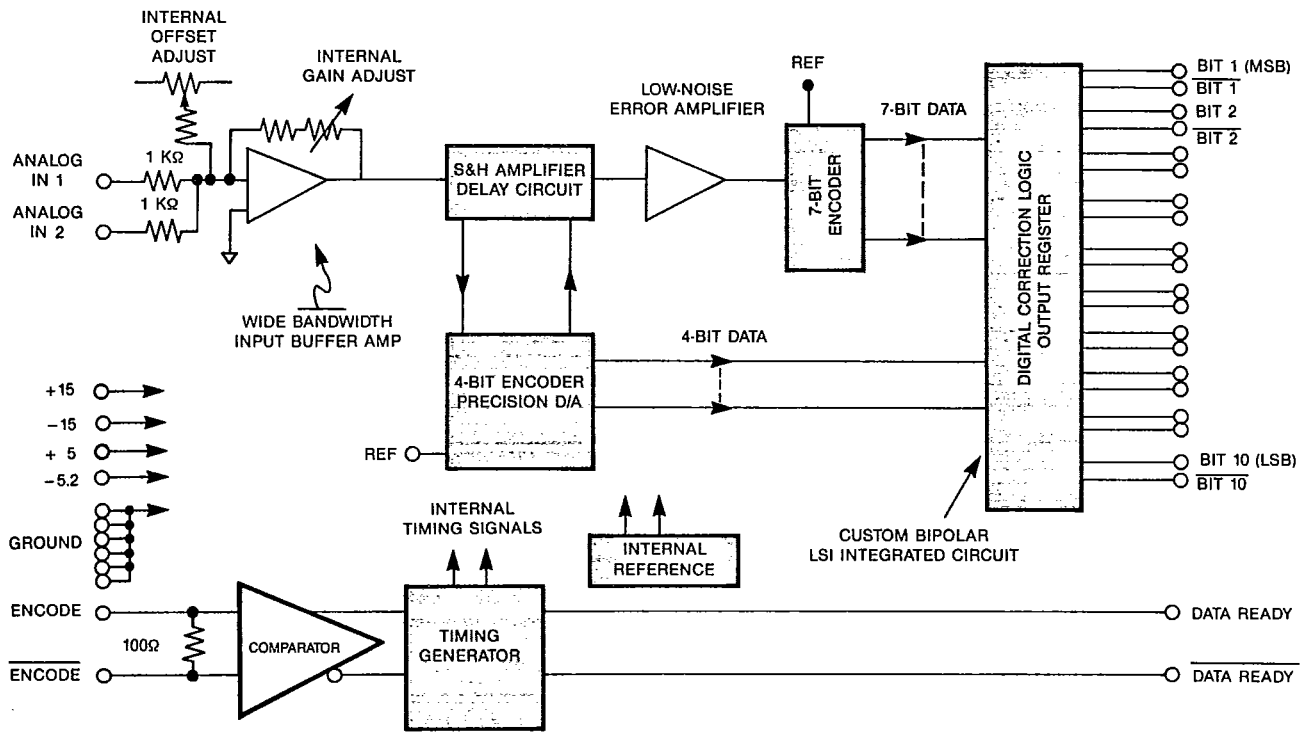 INTERNAL
OFFSET
ADJUST
INTERNAL
GAIN ADJUST
ANALOG
IN 1
1 KΩ
ANALOG
IN 2
1 KΩ
WIDE BANDWIDTH
INPUT BUFFER AMP
S&H AMPLIFIER
DELAY CIRCUIT
LOW-NOISE
ERROR AMPLIFIER
REF
7-BIT
ENCODER
7-BIT DATA
4-BIT ENCODER
PRECISION D/A
REF
4-BIT DATA
DIGITAL CORRECTION LOGIC
OUTPUT REGISTER
BIT 1 (MSB)
BIT 1
BIT 2
BIT 2
BIT 10 (LSB)
BIT 10
CUSTOM BIPOLAR
LSI INTEGRATED CIRCUIT
+15
−15
+ 5
−5.2
GROUND
INTERNAL
TIMING SIGNALS
INTERNAL
REFERENCE
ENCODE
100Ω
ENCODE
COMPARATOR
TIMING
GENERATOR
DATA READY
DATA READY